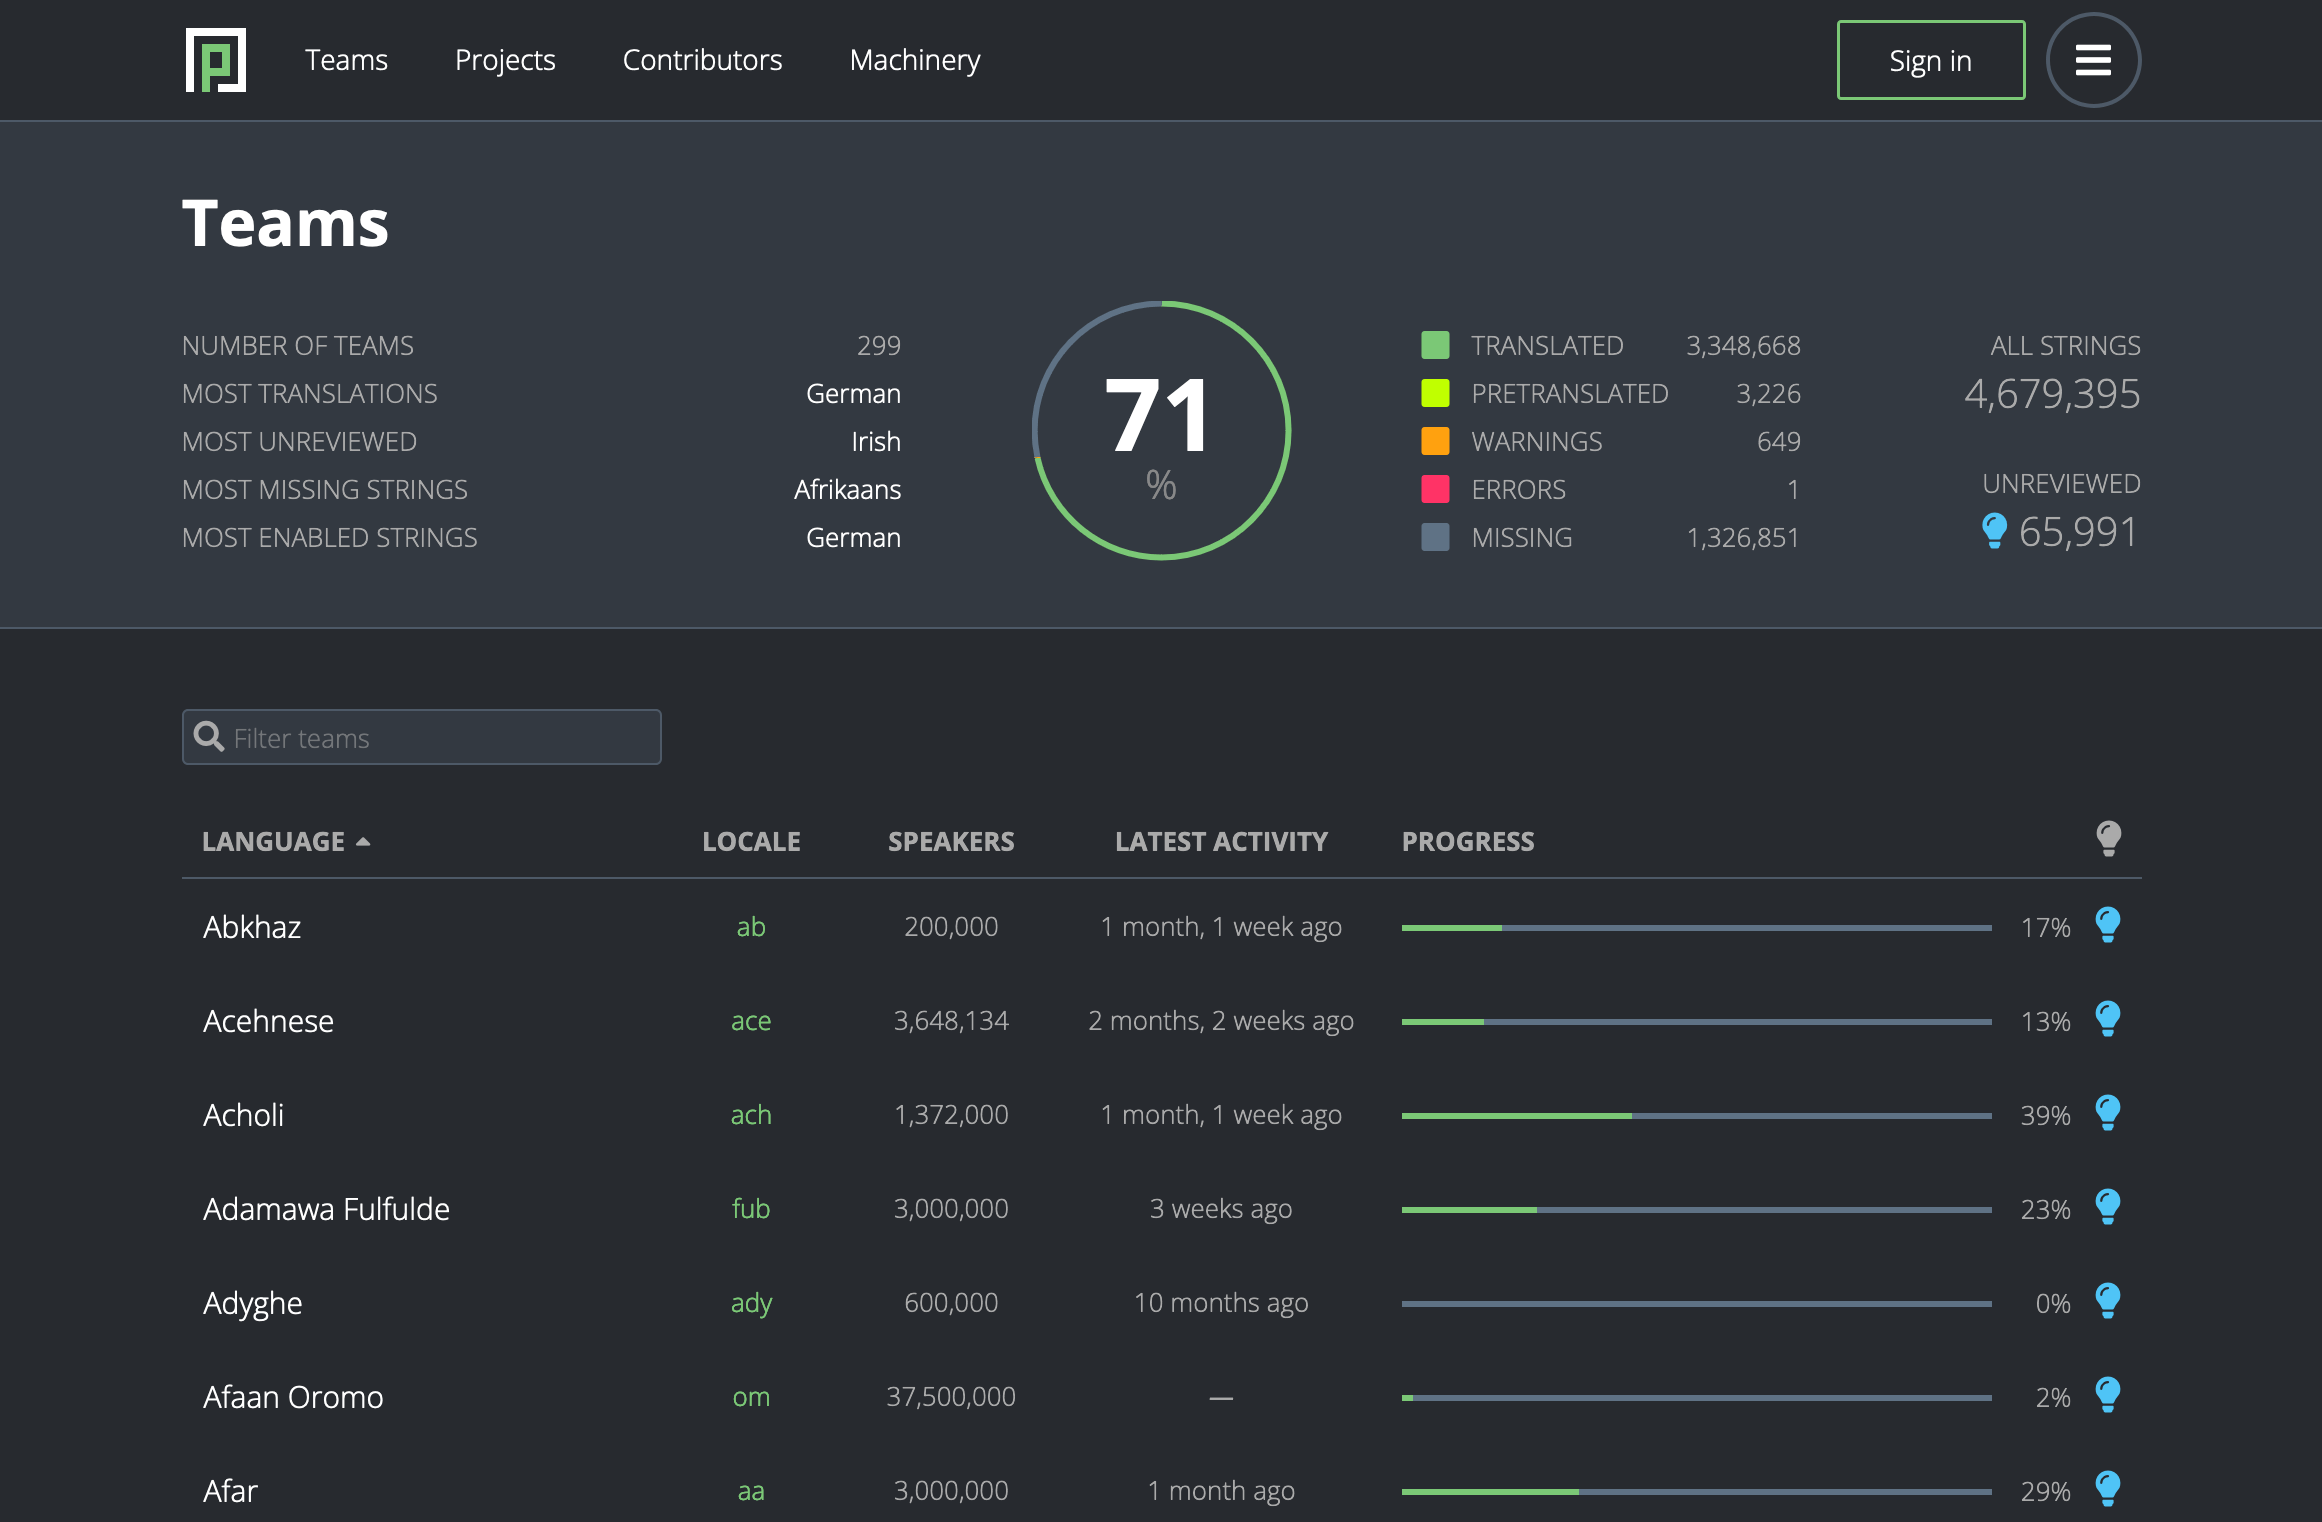 Teams Projects Contributors Machinery Sign in
Teams
NUMBER OF TEAMS 299
MOST TRANSLATIONS German
MOST UNREVIEWED Irish
MOST MISSING STRINGS Afrikaans
MOST ENABLED STRINGS German
71
%
TRANSLATED 3,348,668
PRETRANSLATED 3,226
WARNINGS 649
ERRORS 1
MISSING 1,326,851
ALL STRINGS
4,679,395
UNREVIEWED
65,991
Filter teams
LANGUAGE LOCALE SPEAKERS LATEST ACTIVITY PROGRESS
Abkhaz ab 200,000 1 month, 1 week ago 17%
Acehnese ace 3,648,134 2 months, 2 weeks ago 13%
Acholi ach 1,372,000 1 month, 1 week ago 39%
Adamawa Fulfulde fub 3,000,000 3 weeks ago 23%
Adyghe ady 600,000 10 months ago 0%
Afaan Oromo om 37,500,000 — 2%
Afar aa 3,000,000 1 month ago 29%